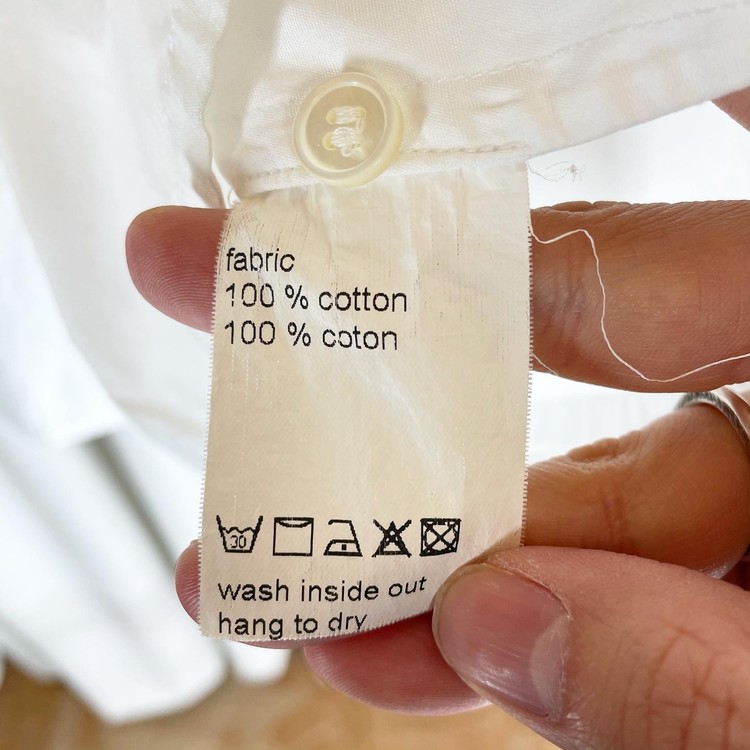 fabric
100 % cotton
100 % coton
30
wash inside out
hang to dry